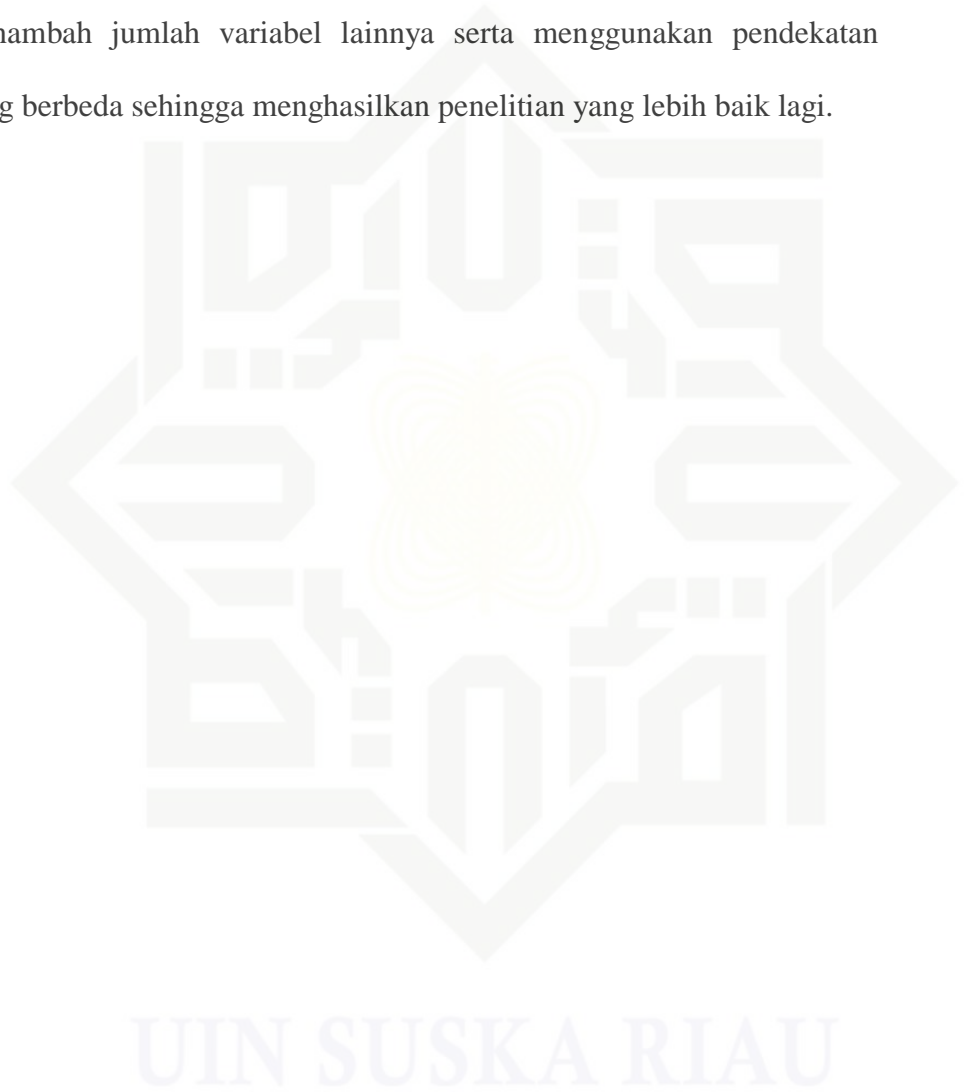 nambah jumlah variabel lainnya serta menggunakan pendekatan
g berbeda sehingga menghasilkan penelitian yang lebih baik lagi.
UIN SUSKA RIAU